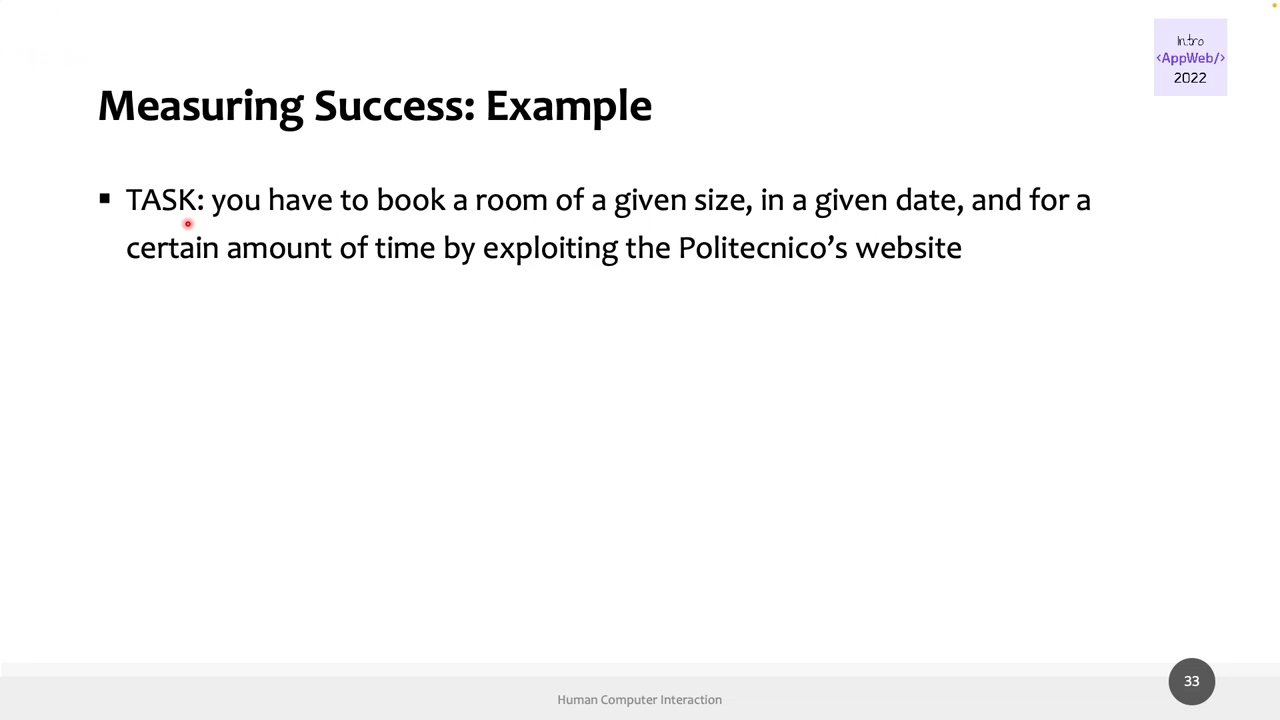 Intro
<AppWeb/>
2022
Measuring Success: Example
▪ TASK: you have to book a room of a given size, in a given date, and for a
certain amount of time by exploiting the Politecnico’s website
Human Computer Interaction
33